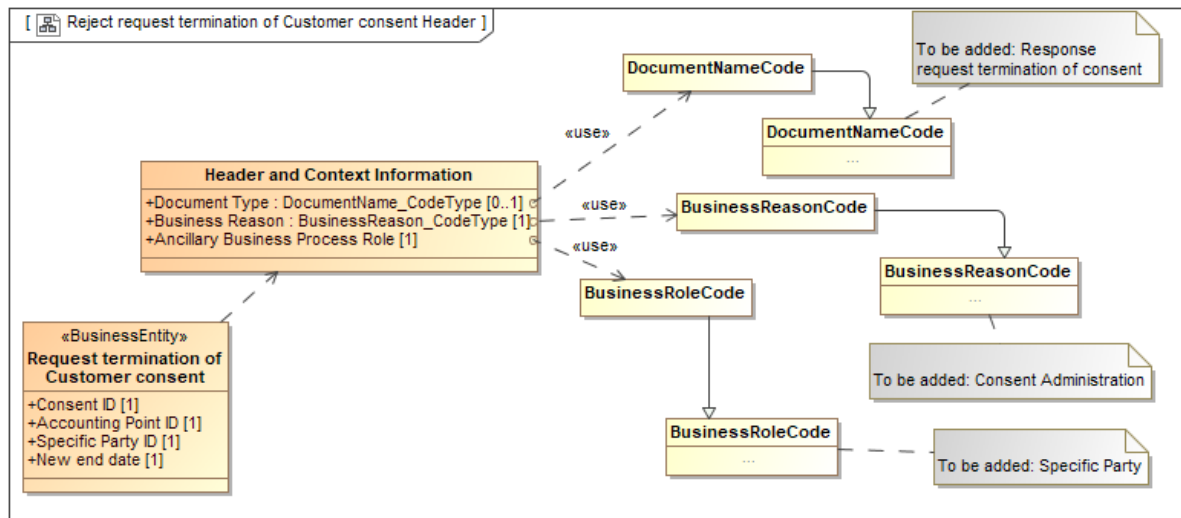 [ Reject request termination of Customer consent Header ]
DocumentNameCode
To be added: Response
request termination of consent
«use»
DocumentNameCode
...
Header and Context Information
+Document Type : DocumentName_CodeType [0..1]
+Business Reason : BusinessReason_CodeType [1]
+Ancillary Business Process Role [1]
«use»
BusinessReasonCode
«use»
BusinessReasonCode
...
BusinessRoleCode
«BusinessEntity»
Request termination of
Customer consent
+Consent ID [1]
+Accounting Point ID [1]
+Specific Party ID [1]
+New end date [1]
To be added: Consent Administration
BusinessRoleCode
...
To be added: Specific Party